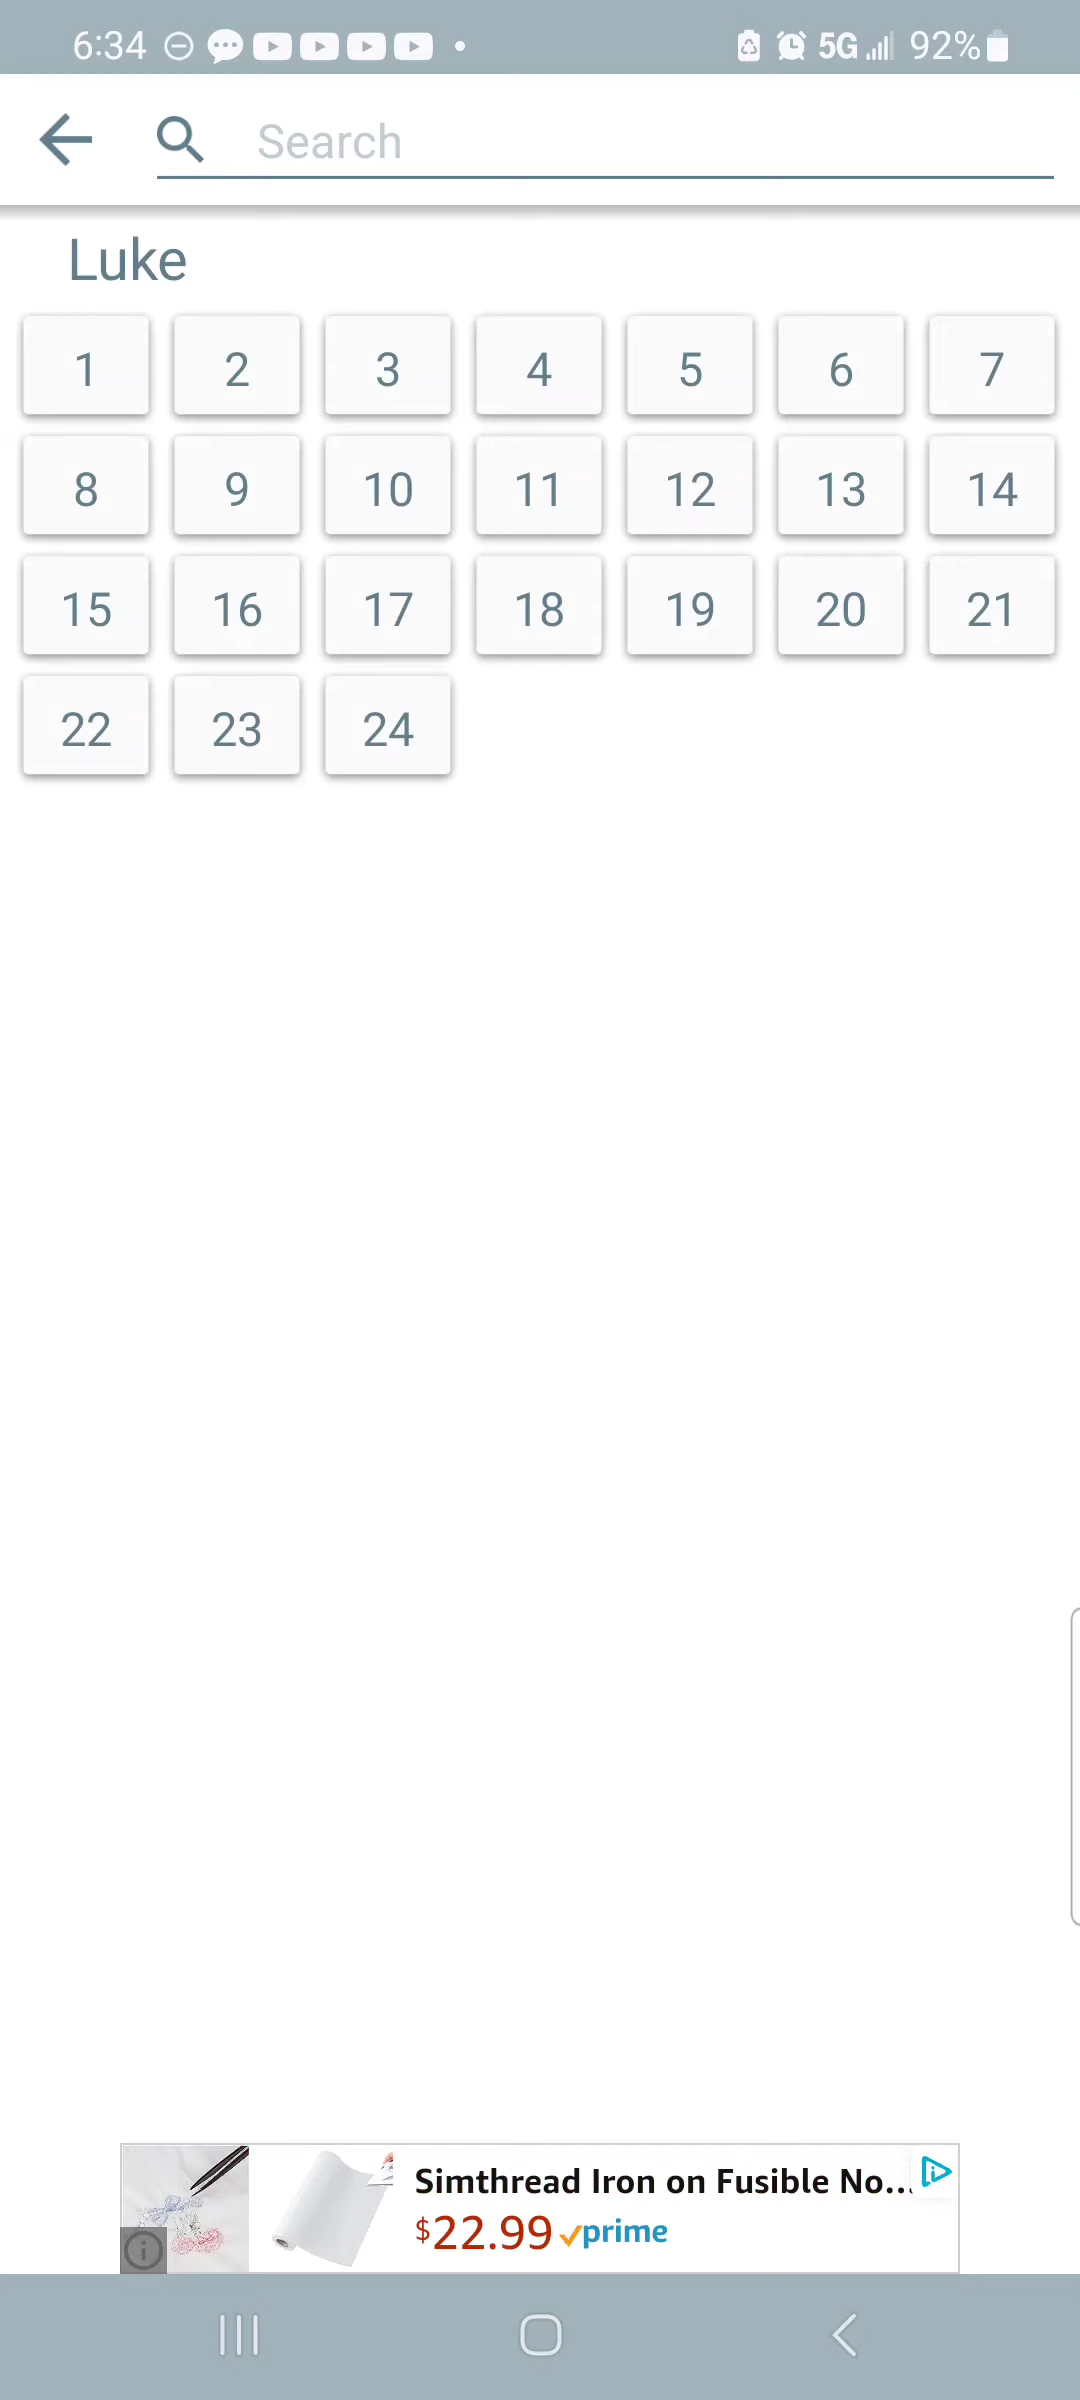 6:34 5G 92%
Search
Luke
1 2 3 4 5 6 7
8 9 10 11 12 13 14
15 16 17 18 19 20 21
22 23 24
Simthread Iron on Fusible No...
$22.99 prime